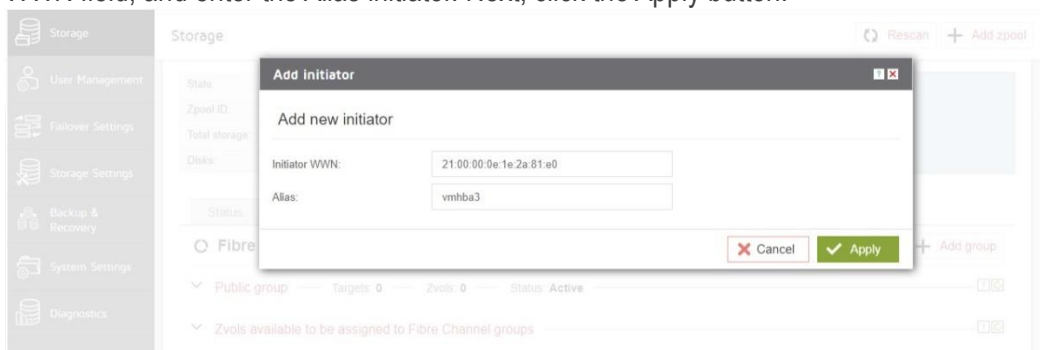 WWN field, and enter the Alias initiator. Next, click the Apply button.
Storage
Storage
Rescan
Add zpool
User Management
State:
Zpool ID:
Total storage:
Disks:
Add initiator
Add new initiator
Initiator WWN:
21:00:00:0e:1e:2a:81:e0
Alias:
vmhba3
Cancel
Apply
Failover Settings
Storage Settings
Backup & Recovery
System Settings
Diagnostics
Status
Fibre
Add group
Public group Targets: 0 Zvols: 0 Status: Active
Zvols available to be assigned to Fibre Channel groups